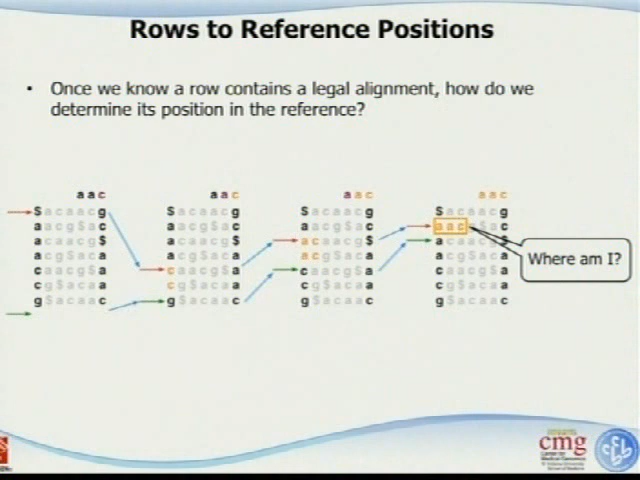 Rows to Reference Positions
• Once we know a row contains a legal alignment, how do we
determine its position in the reference?
aac aac aac aac
$acaacg $acaacg $acaacg $acaacg
aacg$ac aacg$ac aacg$ac aacg$ac
acaacg$ acaacg$ acaacg$ acaacg$
acg$aca acg$aca acg$aca acg$aca
caacg$a caacg$a caacg$a caacg$a
cg$acaa cg$acaa cg$acaa cg$acaa
g$acaac g$acaac g$acaac g$acaac
Where am I?
cmg